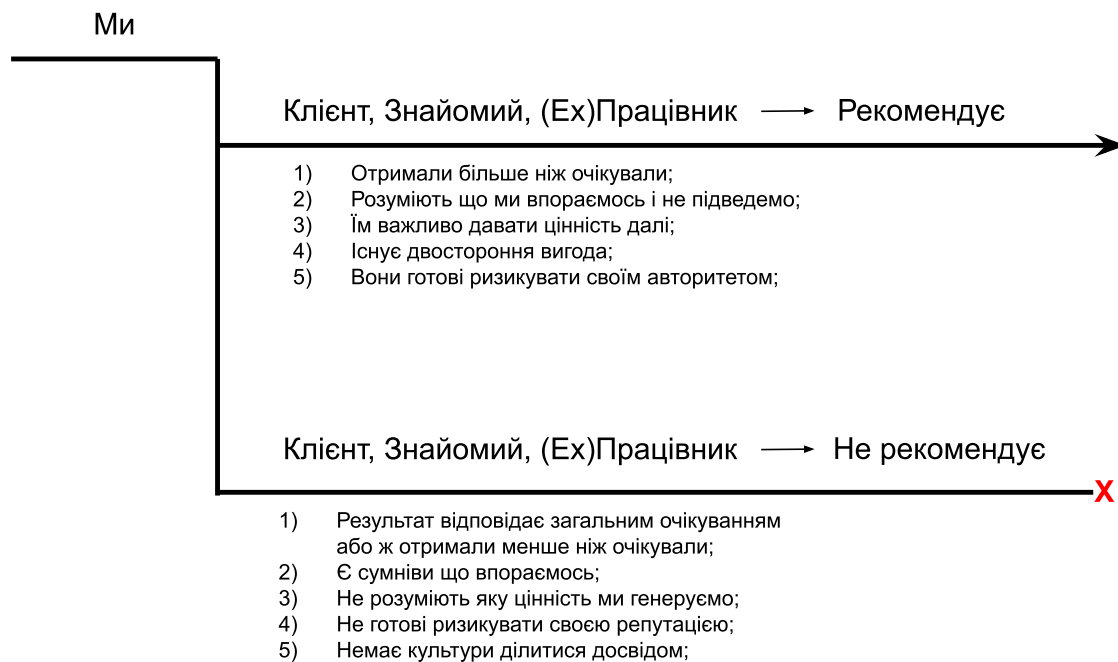 Ми
Клієнт, Знайомий, (Ex)Працівник → Рекомендує
1) Отримали більше ніж очікували;
2) Розуміють що ми впораємось і не підведемо;
3) Їм важливо давати цінність далі;
4) Існує двостороння вигода;
5) Вони готові ризикувати своїм авторитетом;
Клієнт, Знайомий, (Ex)Працівник → Не рекомендує
X
1) Результат відповідає загальним очікуванням
або ж отримали менше ніж очікували;
2) Є сумніви що впораємось;
3) Не розуміють яку цінність ми генеруємо;
4) Не готові ризикувати своєю репутацією;
5) Немає культури ділитися досвідом;